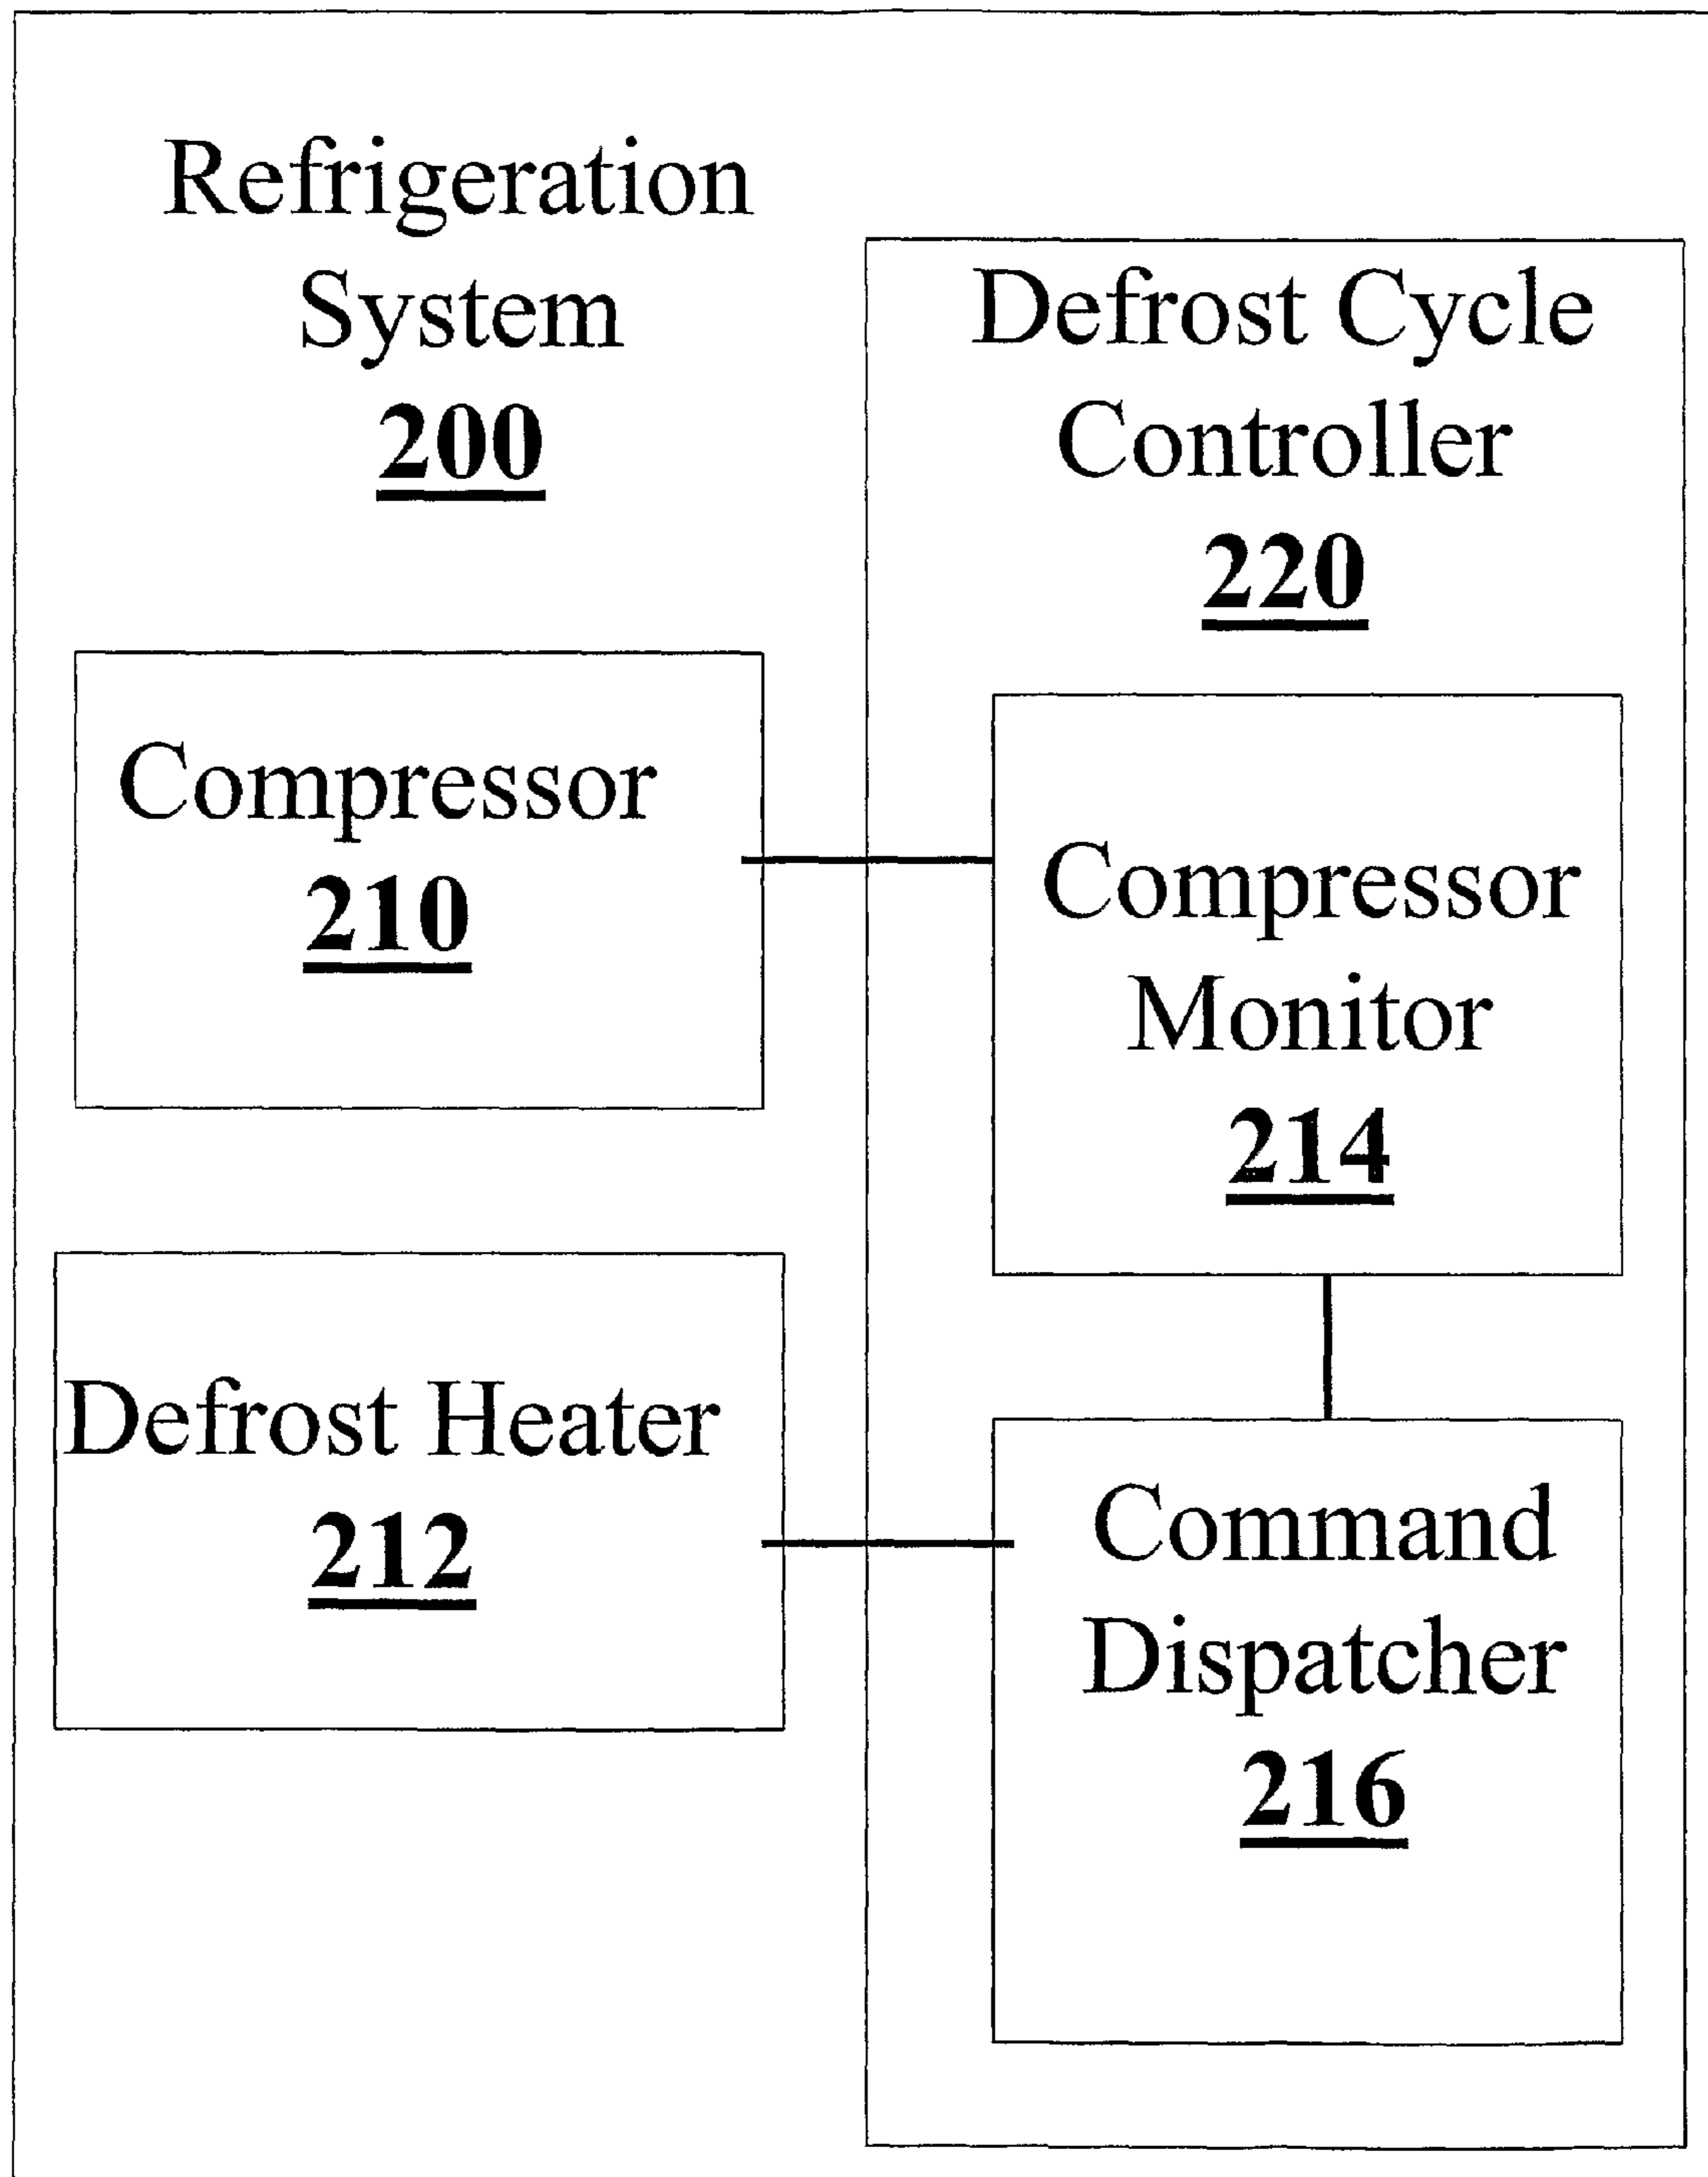 Refrigeration
System
200
Defrost Cycle
Controller
220
Compressor
210
Compressor
Monitor
214
Defrost Heater
212
Command
Dispatcher
216